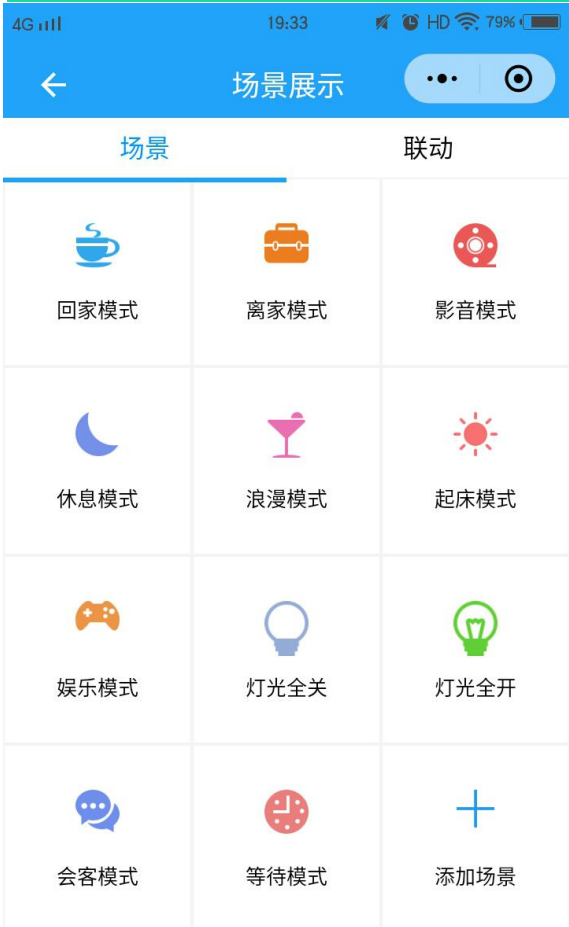 4G 19:33 HD 79%
场景展示
场景 联动
回家模式 离家模式 影音模式
休息模式 浪漫模式 起床模式
娱乐模式 灯光全关 灯光全开
会客模式 等待模式 添加场景